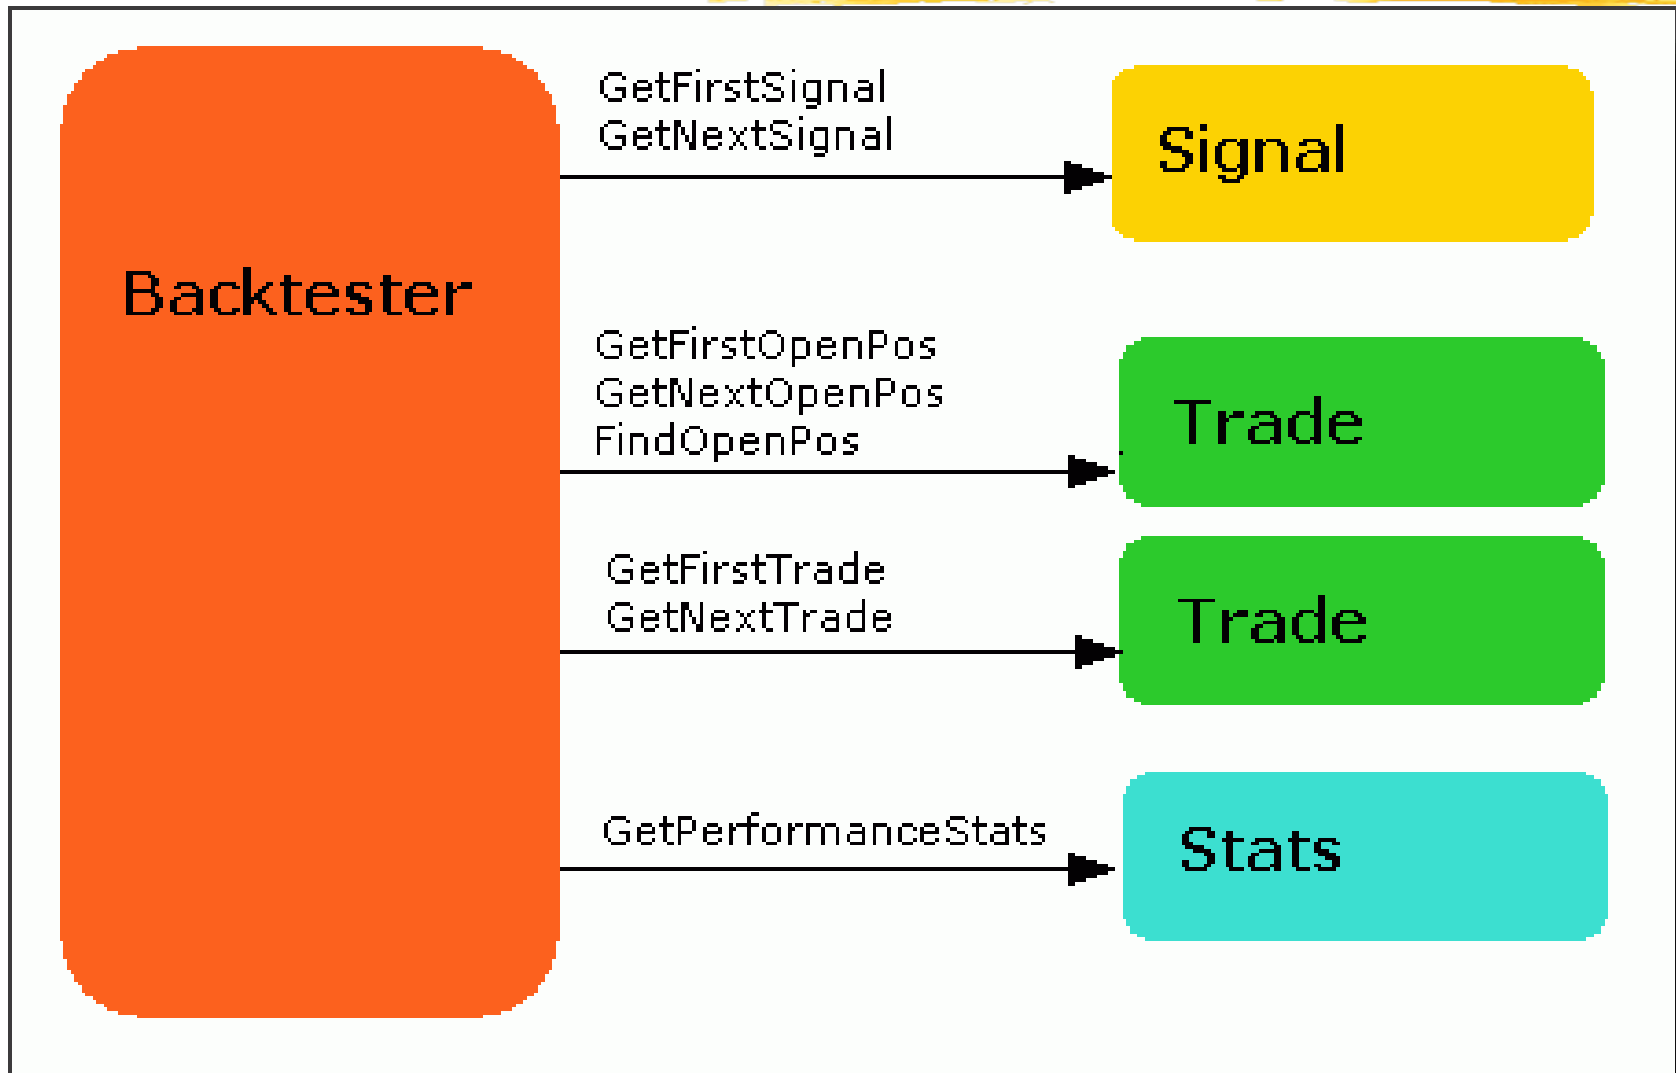 Backtester
GetFirstSignal
GetNextSignal
Signal
GetFirstOpenPos
GetNextOpenPos
FindOpenPos
Trade
GetFirstTrade
GetNextTrade
Trade
GetPerformanceStats
Stats